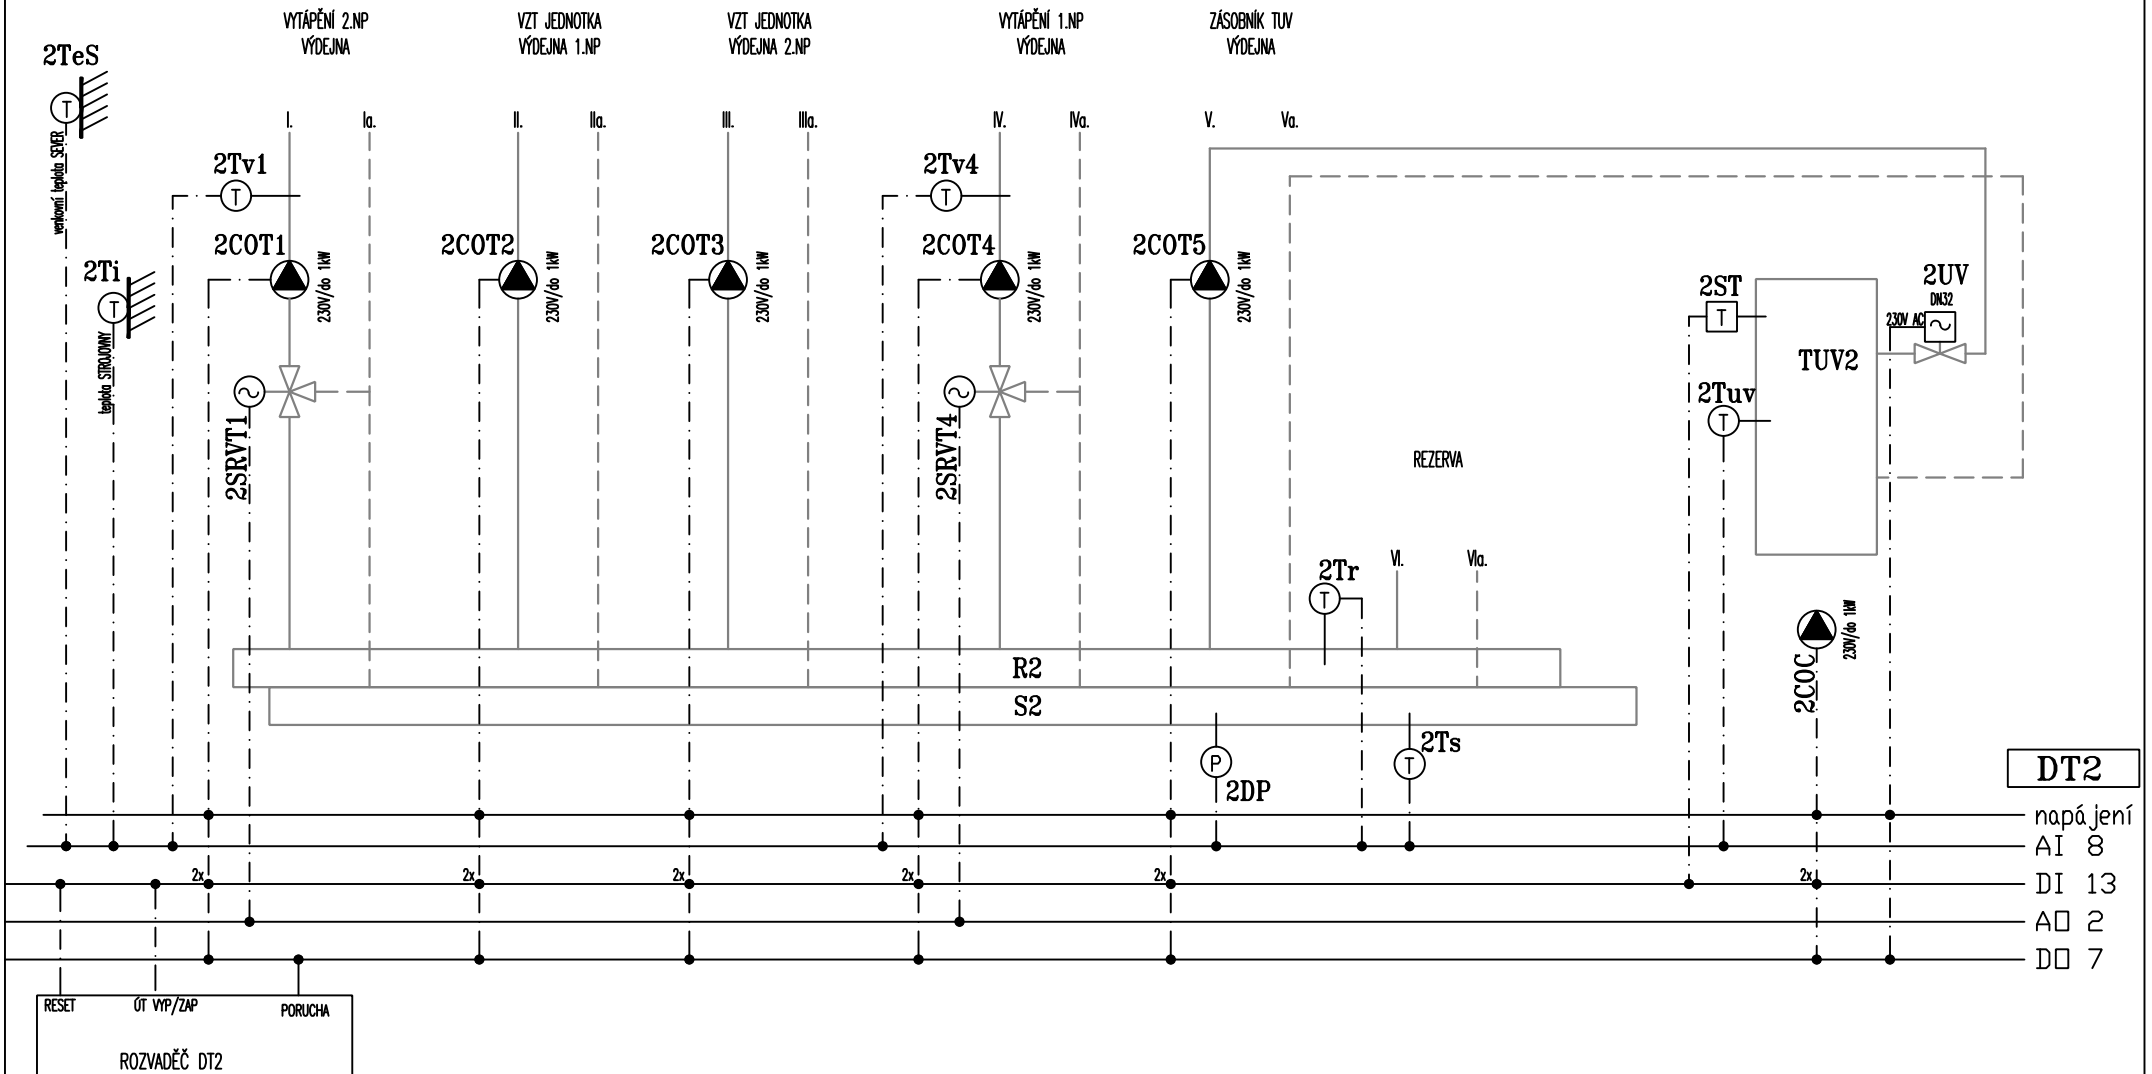 VYTÁPĚNÍ 2.NP
VÝDEJNA
VZT JEDNOTKA
VÝDEJNA 1.NP
VZT JEDNOTKA
VÝDEJNA 2.NP
VYTÁPĚNÍ 1.NP
VÝDEJNA
ZÁSOBNÍK TUV
VÝDEJNA
2TeS
T
venkovní teplota SEVER
I.
Ia.
II.
IIa.
III.
IIIa.
IV.
IVa.
V.
Va.
2Tv1
T
2Tv4
T
2Ti
T
teplota STROJOVNY
2COT1
230V/do 1kW
2COT2
230V/do 1kW
2COT3
230V/do 1kW
2COT4
230V/do 1kW
2COT5
230V/do 1kW
2ST
T
2UV
DN32
230V AC
TUV2
2Tuv
T
2SRVT1
2SRVT4
REZERVA
2Tr
T
VI.
VIa.
2COC
230V/do 1kW
R2
S2
P
2DP
2Ts
T
DT2
napájení
AI 8
2x
2x
2x
2x
2x
2x
DI 13
AO 2
DO 7
RESET
ÚT VYP/ZAP
PORUCHA
ROZVADĚČ DT2